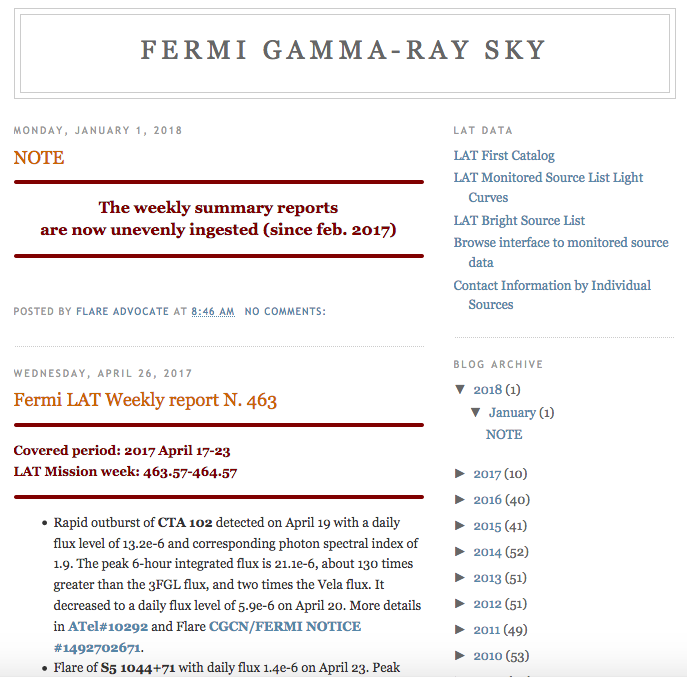 FERMI GAMMA-RAY SKY
MONDAY, JANUARY 1, 2018
NOTE
The weekly summary reports
are now unevenly ingested (since feb. 2017)
POSTED BY FLARE ADVOCATE AT 8:46 AM NO COMMENTS:
WEDNESDAY, APRIL 26, 2017
Fermi LAT Weekly report N. 463
Covered period: 2017 April 17-23
LAT Mission week: 463.57-464.57
• Rapid outburst of CTA 102 detected on April 19 with a daily
flux level of 13.2e-6 and corresponding photon spectral index of
1.9. The peak 6-hour integrated flux is 21.1e-6, about 130 times
greater than the 3FGL flux, and two times the Vela flux. It
decreased to a daily flux level of 5.9e-6 on April 20. More details
in ATel#10292 and Flare CGCN/FERMI NOTICE
#1492702671.
• Flare of S5 1044+71 with daily flux 1.4e-6 on April 23. Peak
LAT DATA
LAT First Catalog
LAT Monitored Source List Light
Curves
LAT Bright Source List
Browse interface to monitored source
data
Contact Information by Individual
Sources
BLOG ARCHIVE
▼ 2018 (1)
▼ January (1)
NOTE
► 2017 (10)
► 2016 (40)
► 2015 (41)
► 2014 (52)
► 2013 (51)
► 2012 (51)
► 2011 (49)
► 2010 (53)